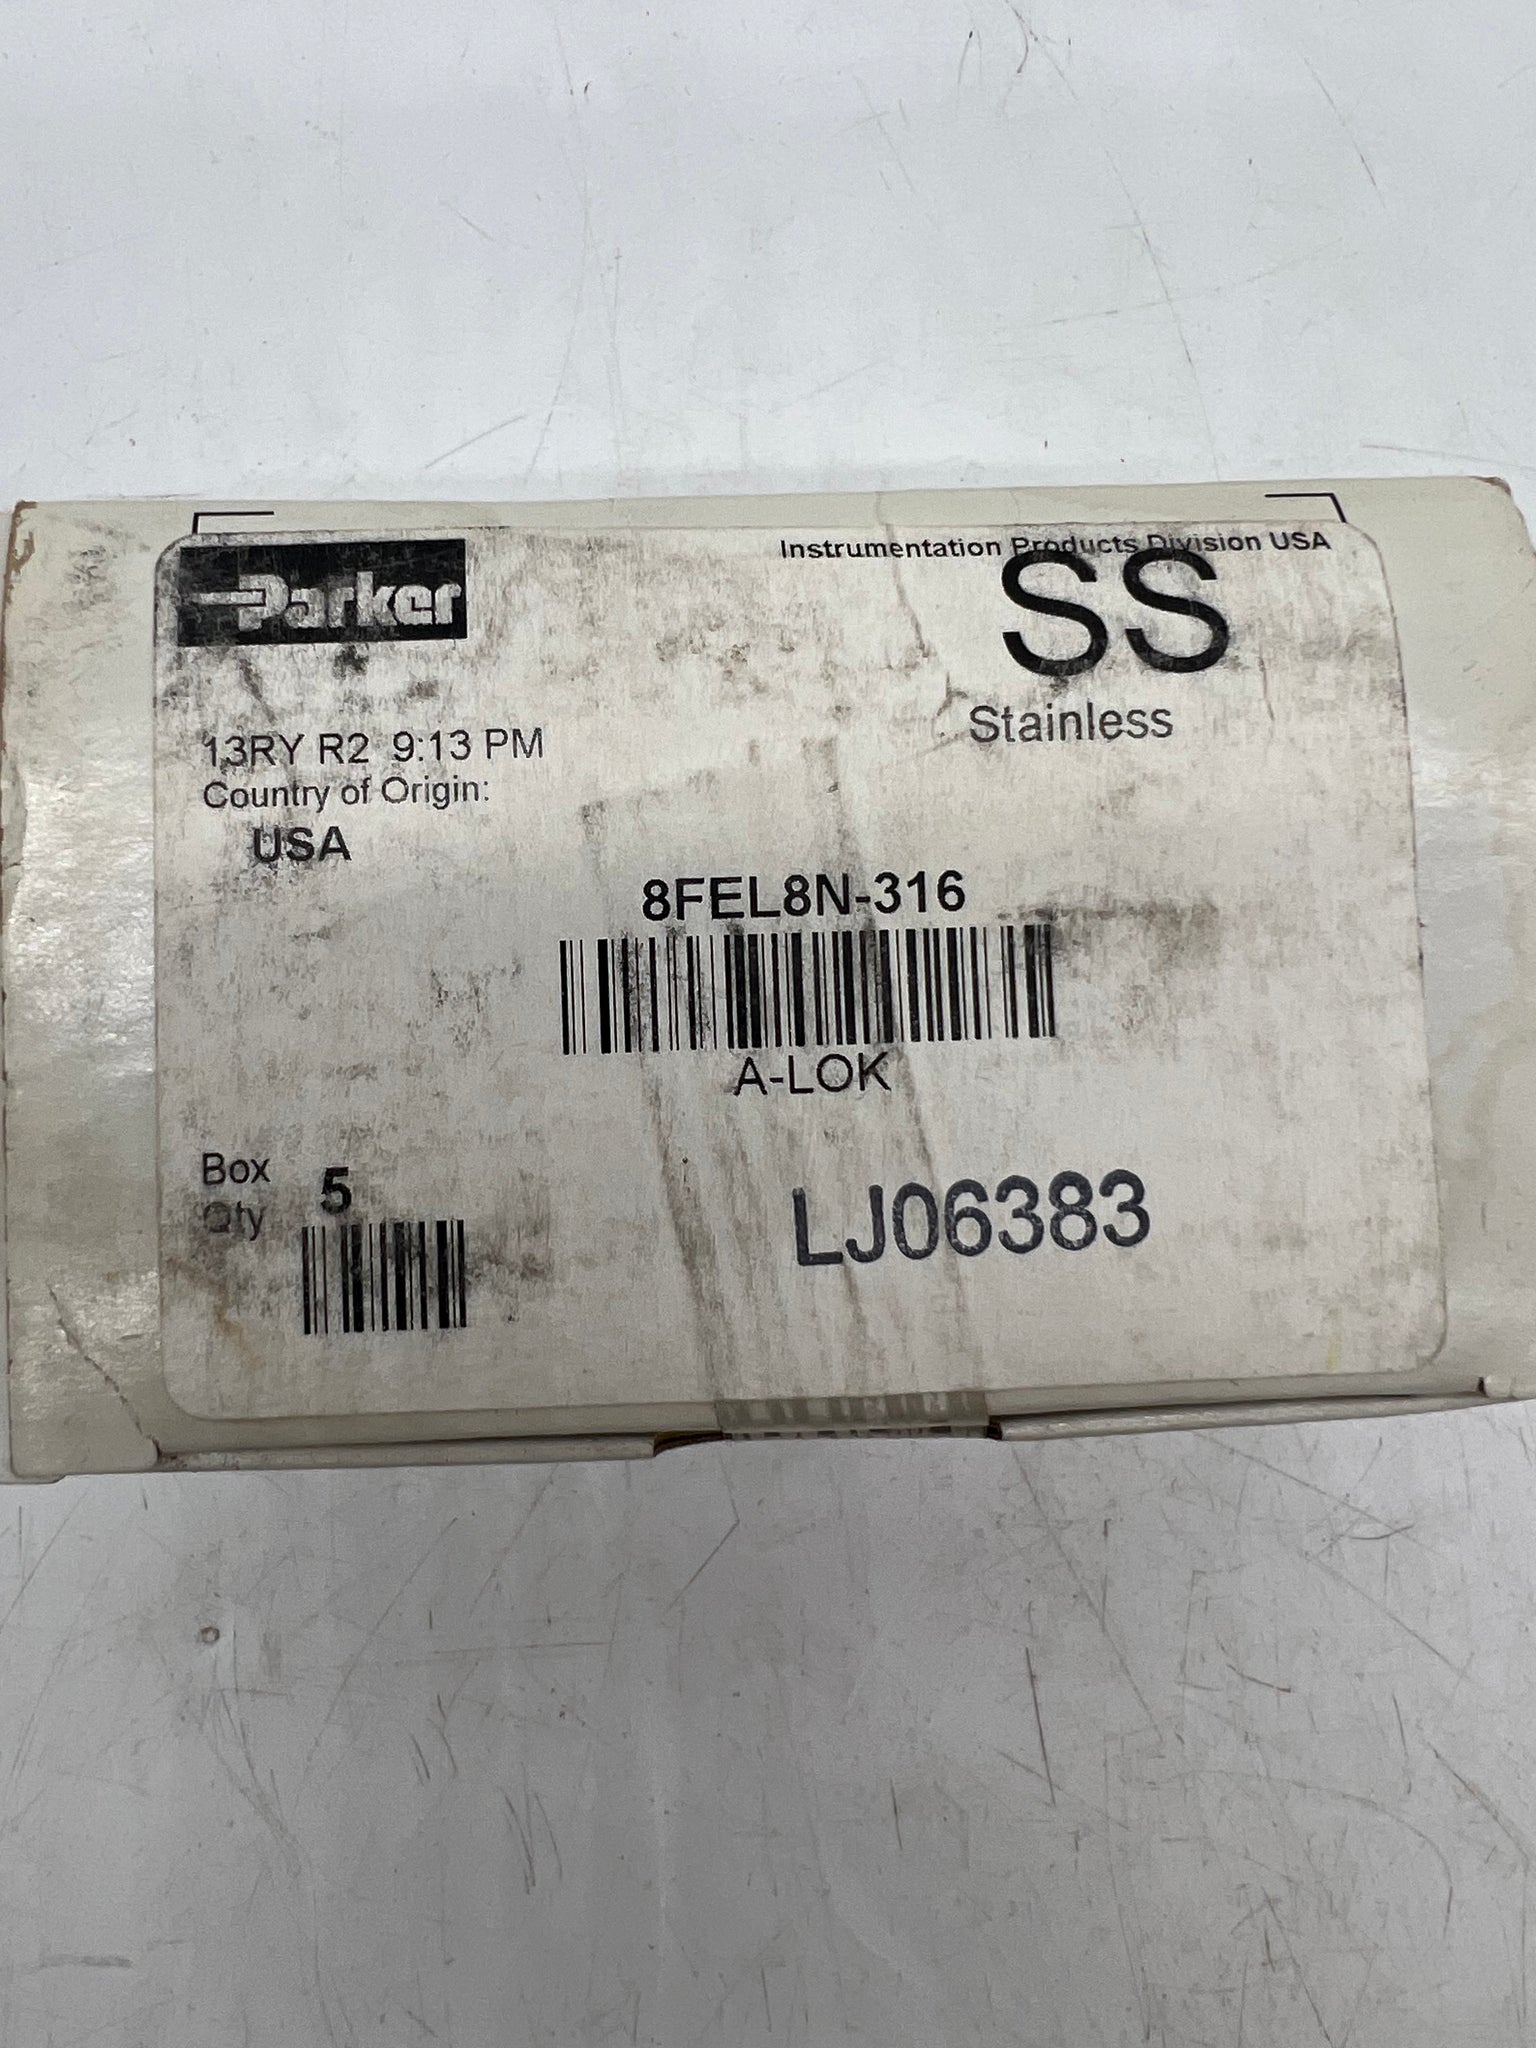 Parker
Instrumentation Products Division USA
SS
Stainless
13RY R2 9:13 PM
Country of Origin:
USA
8FEL8N-316
A-LOK
Box
Qty
5
LJ06383